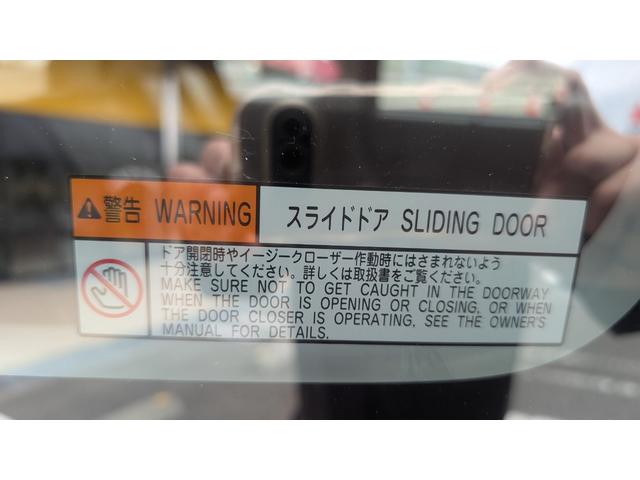 警告 WARNING スライドドア SLIDING DOOR
ドア開閉時やイージークローザー作動時にはさまれないよう
十分注意してください。詳しくは取扱書をご覧ください。
MAKE SURE NOT TO GET CAUGHT IN THE DOORWAY
WHEN THE DOOR IS OPENING OR CLOSING, OR WHEN
THE DOOR CLOSER IS OPERATING, SEE THE OWNER'S
MANUAL FOR DETAILS.